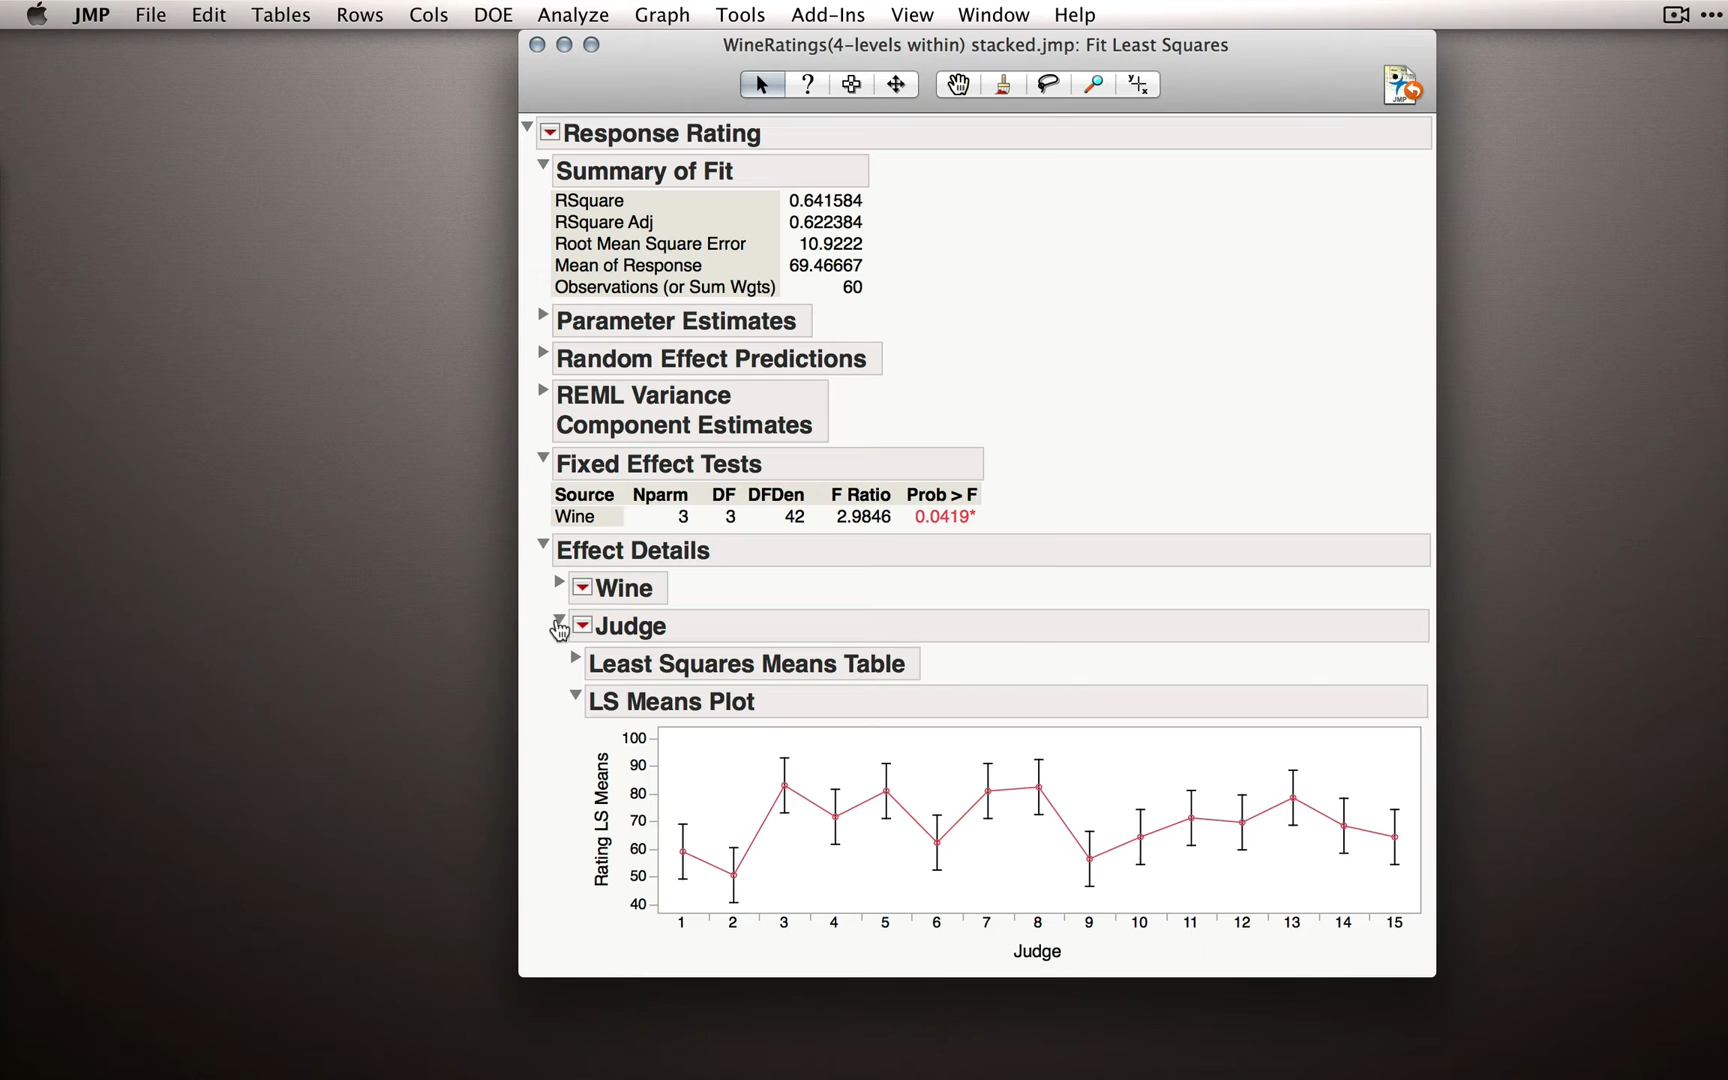 JMP File Edit Tables Rows Cols DOE Analyze Graph Tools Add-Ins View Window Help
WineRatings(4-levels within) stacked.jmp: Fit Least Squares
?
JMP
Response Rating
Summary of Fit
RSquare 0.641584
RSquare Adj 0.622384
Root Mean Square Error 10.9222
Mean of Response 69.46667
Observations (or Sum Wgts) 60
Parameter Estimates
Random Effect Predictions
REML Variance
Component Estimates
Fixed Effect Tests
Source Nparm DF DFDen F Ratio Prob > F
Wine 3 3 42 2.9846 0.0419*
Effect Details
Wine
Judge
Least Squares Means Table
LS Means Plot
Rating LS Means
100
90
80
70
60
50
40
1 2 3 4 5 6 7 8 9 10 11 12 13 14 15
Judge